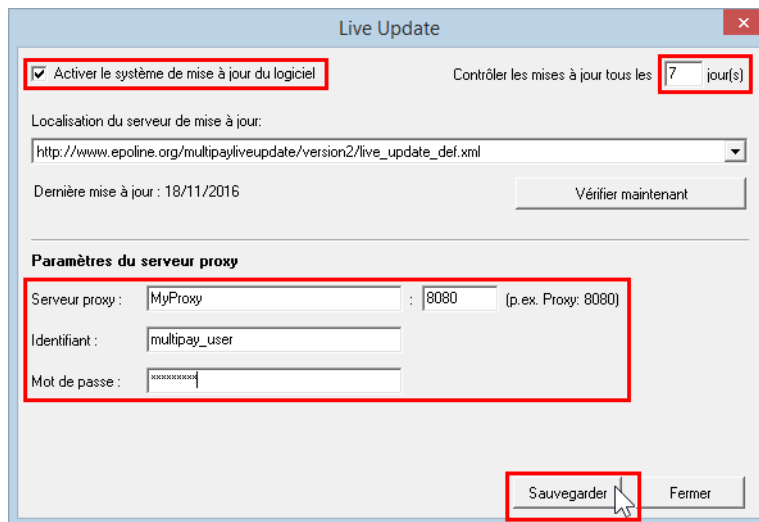 Live Update
Activer le système de mise à jour du logiciel
Contrôler les mises à jour tous les 7 jour(s)
Localisation du serveur de mise à jour:
http://www.epoline.org/multipayliveupdate/version2/live_update_def.xml
Dernière mise à jour : 18/11/2016
Vérifier maintenant
Paramètres du serveur proxy
Serveur proxy : MyProxy : 8080 (p.ex. Proxy: 8080)
Identifiant : multipay_user
Mot de passe : *********
Sauvegarder Fermer